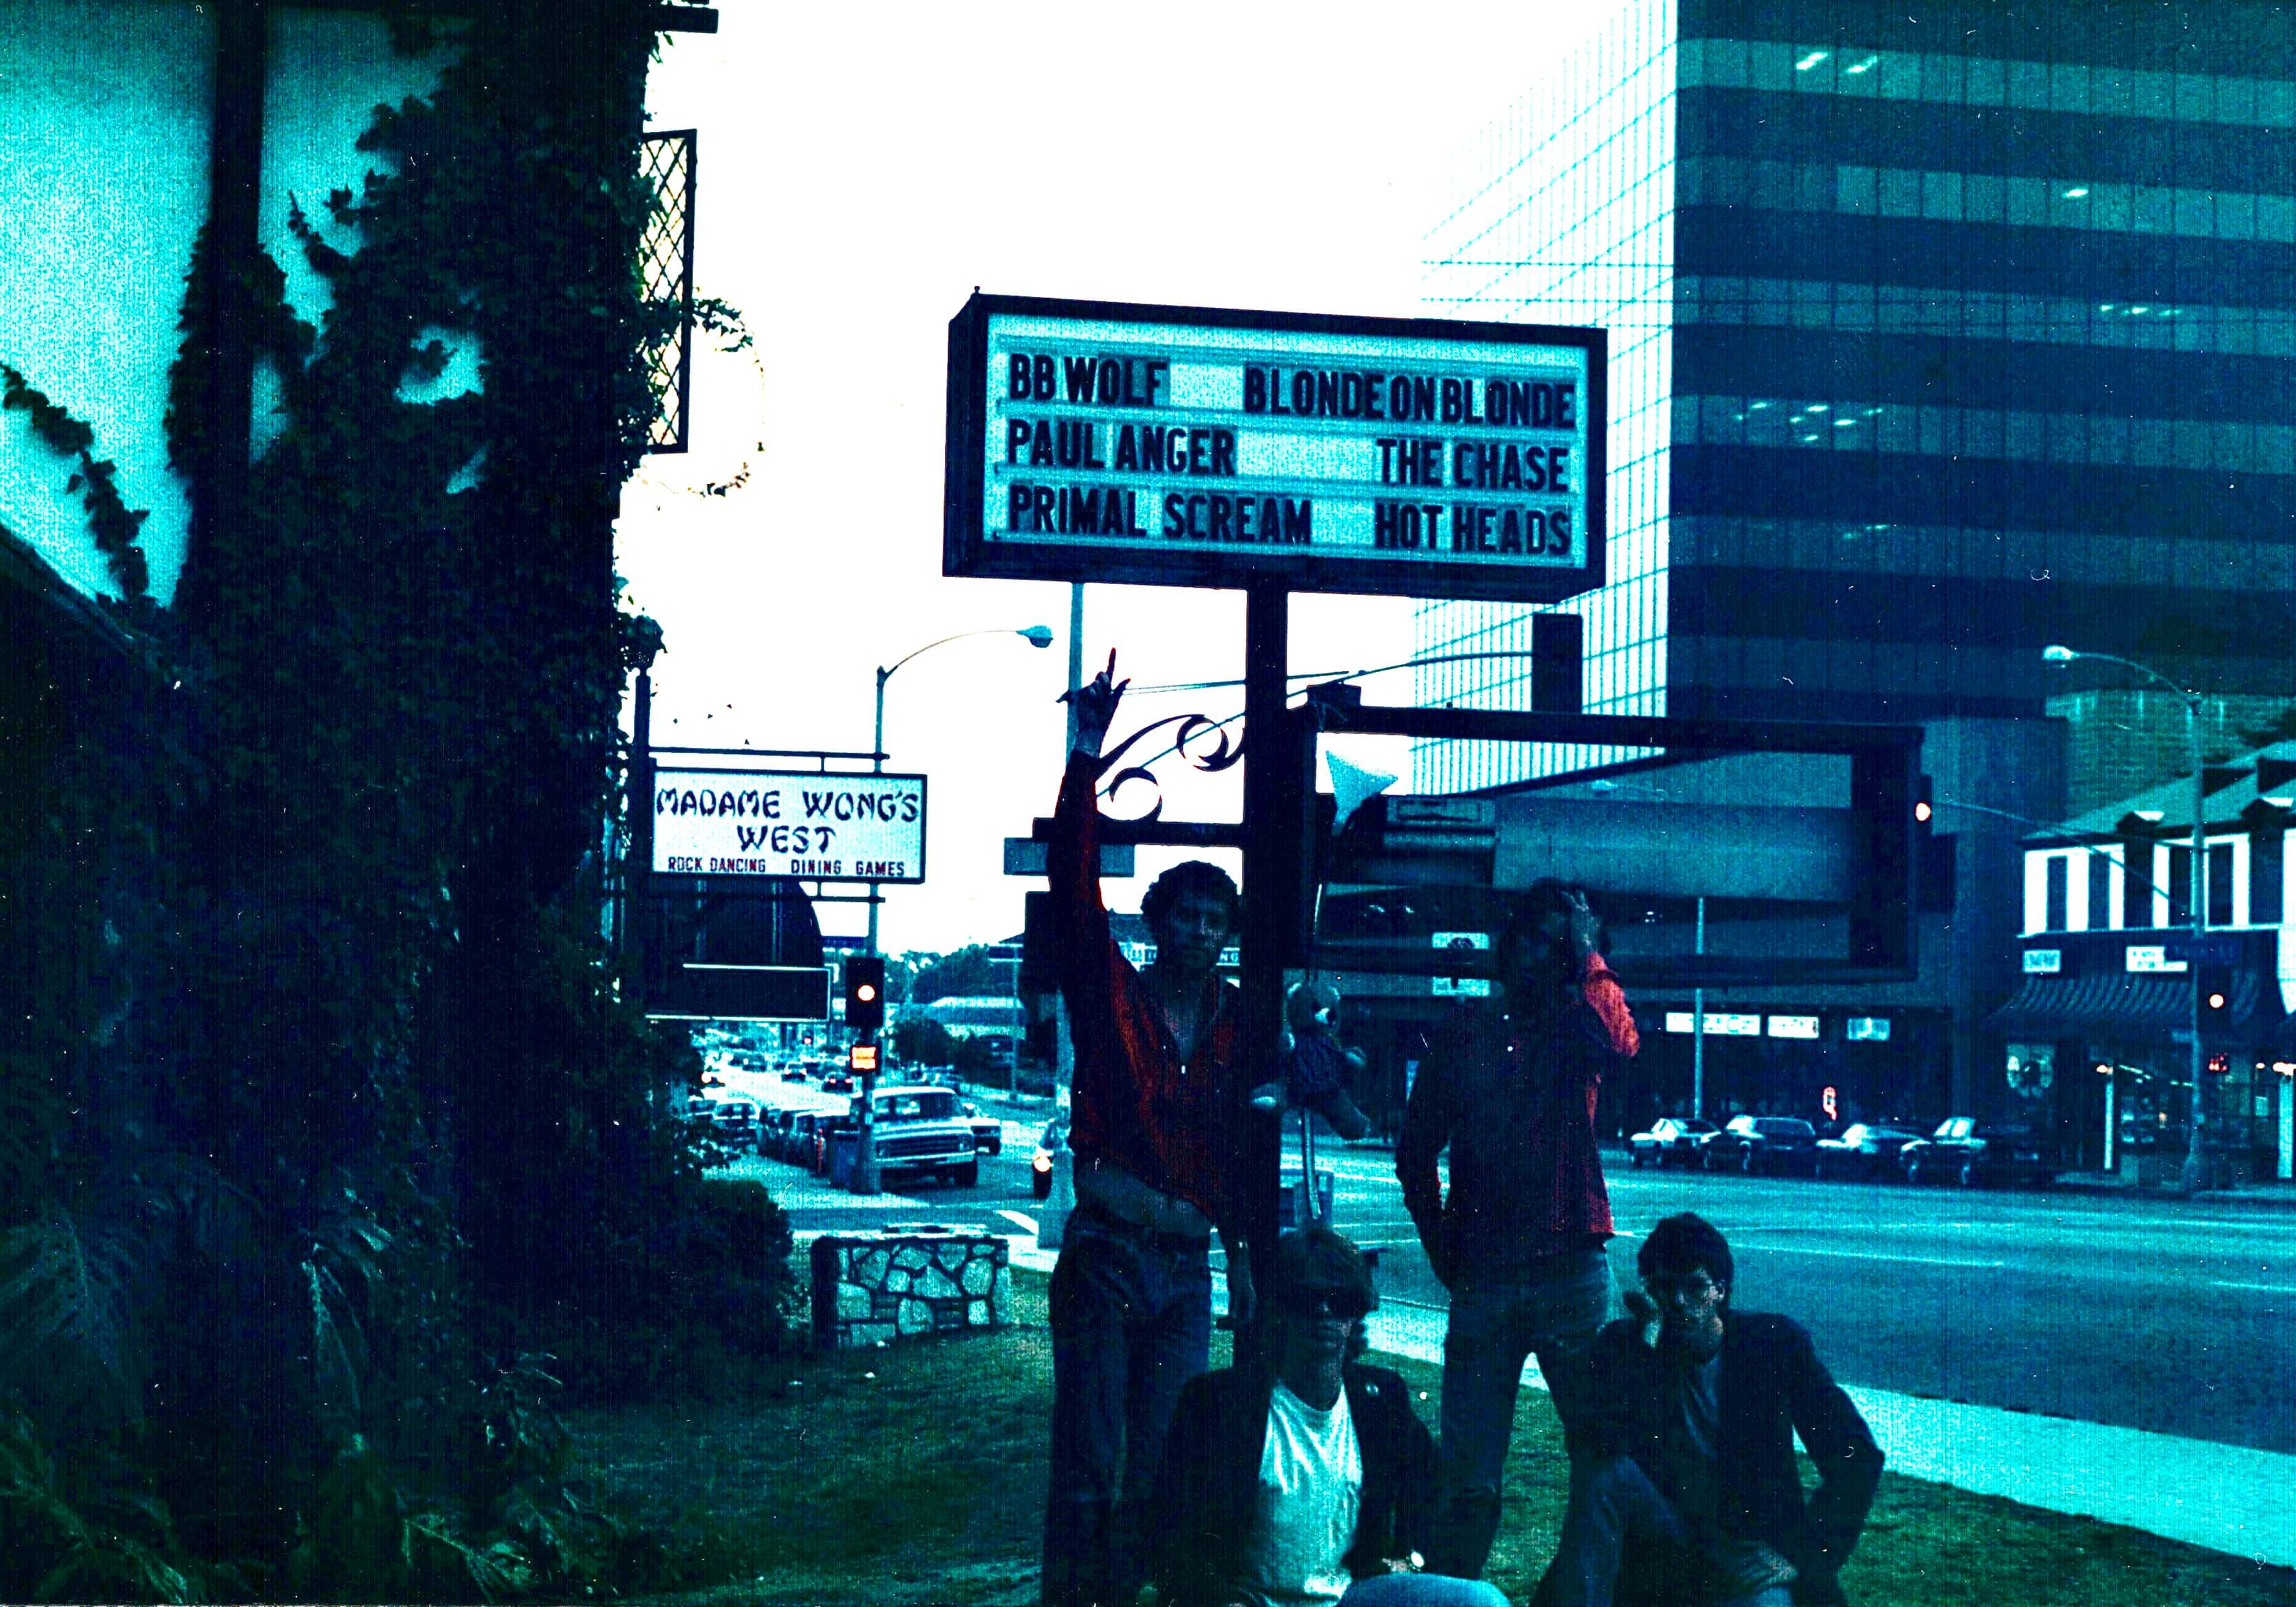 BB WOLF BLONDE ON BLONDE
PAUL ANGER THE CHASE
PRIMAL SCREAM HOT HEADS
MADAME WONG'S
WEST
ROCK DANCING DINING GAMES